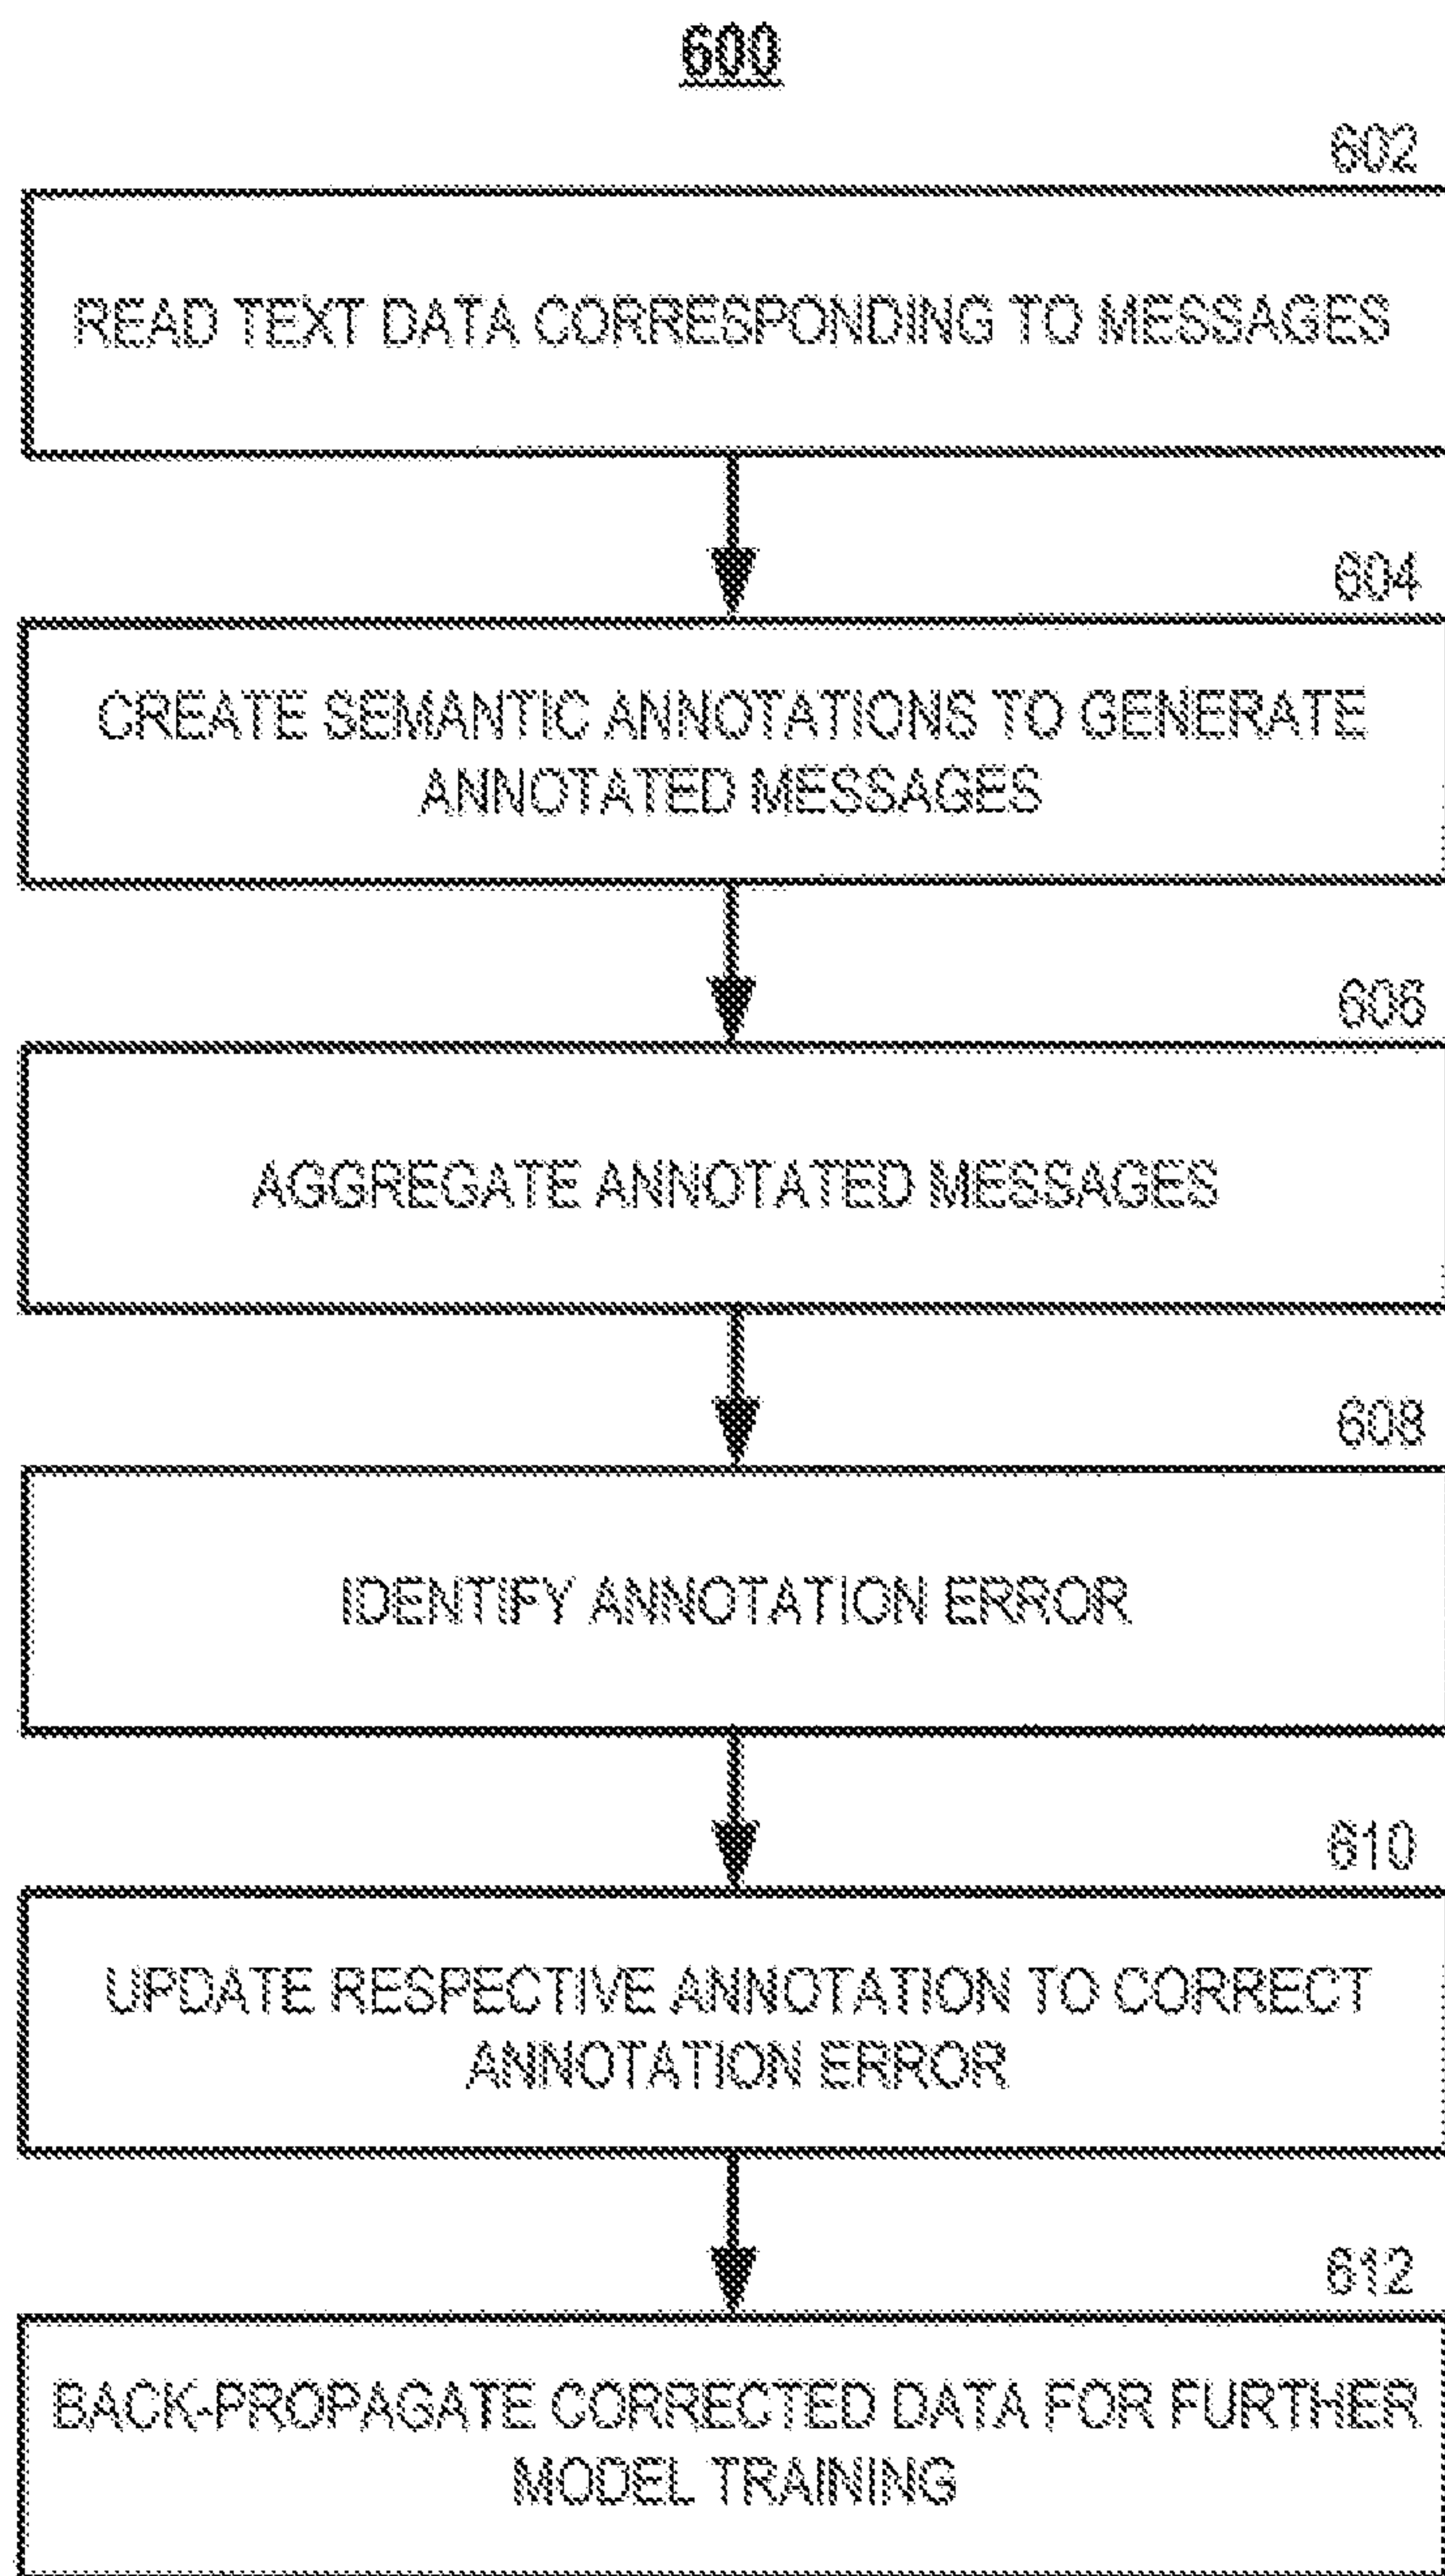 600
602
READ TEXT DATA CORRESPONDING TO MESSAGES
604
CREATE SEMANTIC ANNOTATIONS TO GENERATE
ANNOTATED MESSAGES
606
AGGREGATE ANNOTATED MESSAGES
608
IDENTIFY ANNOTATION ERROR
610
UPDATE RESPECTIVE ANNOTATION TO CORRECT
ANNOTATION ERROR
612
BACK-PROPAGATE CORRECTED DATA FOR FURTHER
MODEL TRAINING